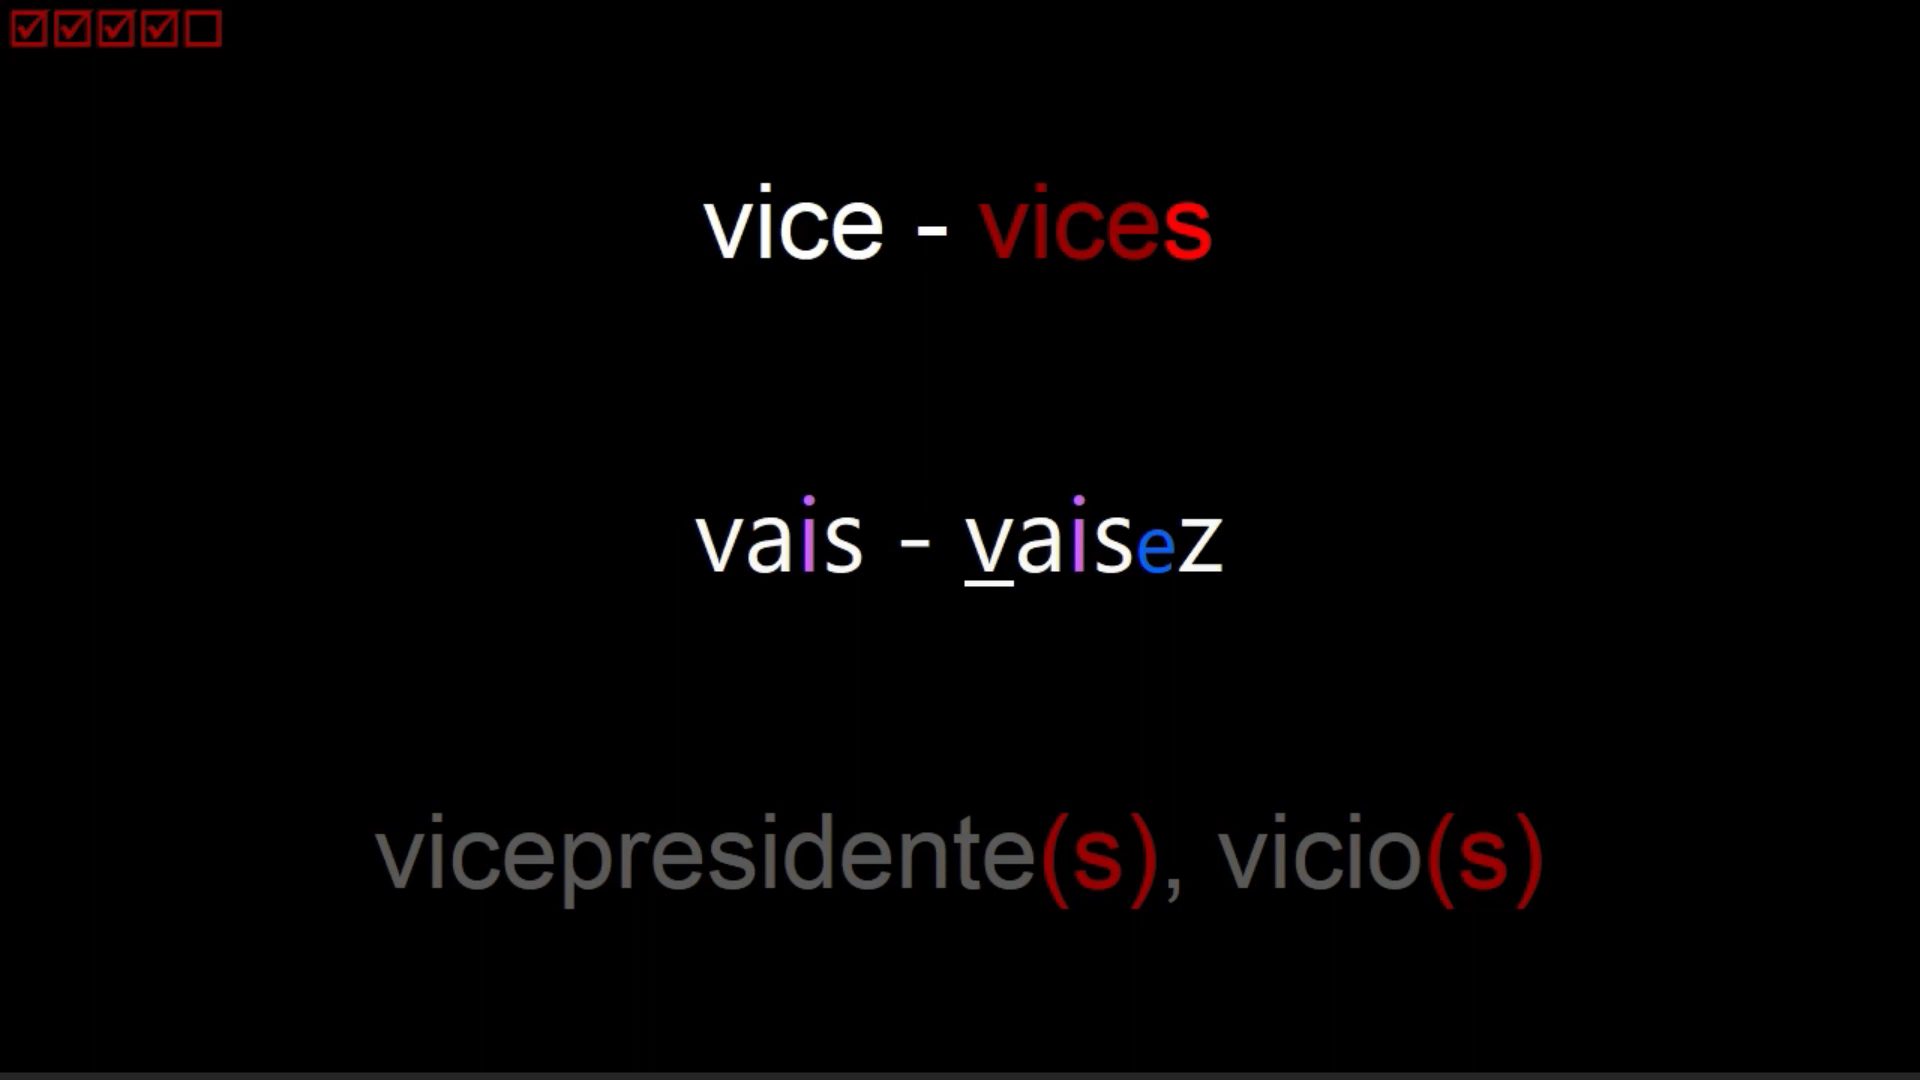 ☑☑☑☑☐
vice - vices
vais - vaisez
vicepresidente(s), vicio(s)